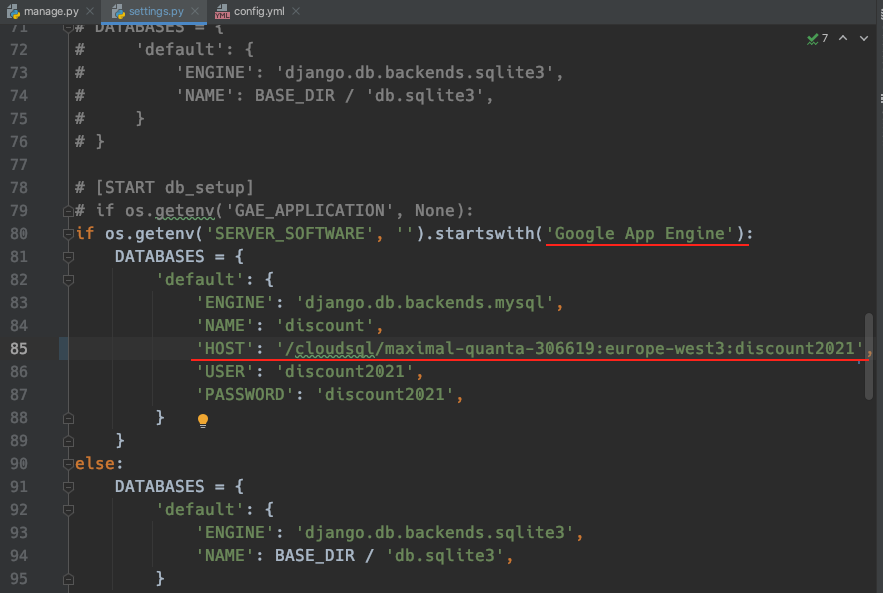 manage.py settings.py config.yml
71 # DATABASES = {
7
72 #     'default': {
73 #         'ENGINE': 'django.db.backends.sqlite3',
74 #         'NAME': BASE_DIR / 'db.sqlite3',
75 #     }
76 # }
77
78 # [START db_setup]
79 # if os.getenv('GAE_APPLICATION', None):
80 if os.getenv('SERVER_SOFTWARE', '').startswith('Google App Engine'):
81     DATABASES = {
82         'default': {
83             'ENGINE': 'django.db.backends.mysql',
84             'NAME': 'discount',
85             'HOST': '/cloudsql/maximal-quanta-306619:europe-west3:discount2021',
86             'USER': 'discount2021',
87             'PASSWORD': 'discount2021',
88         }
89     }
90 else:
91     DATABASES = {
92         'default': {
93             'ENGINE': 'django.db.backends.sqlite3',
94             'NAME': BASE_DIR / 'db.sqlite3',
95         }